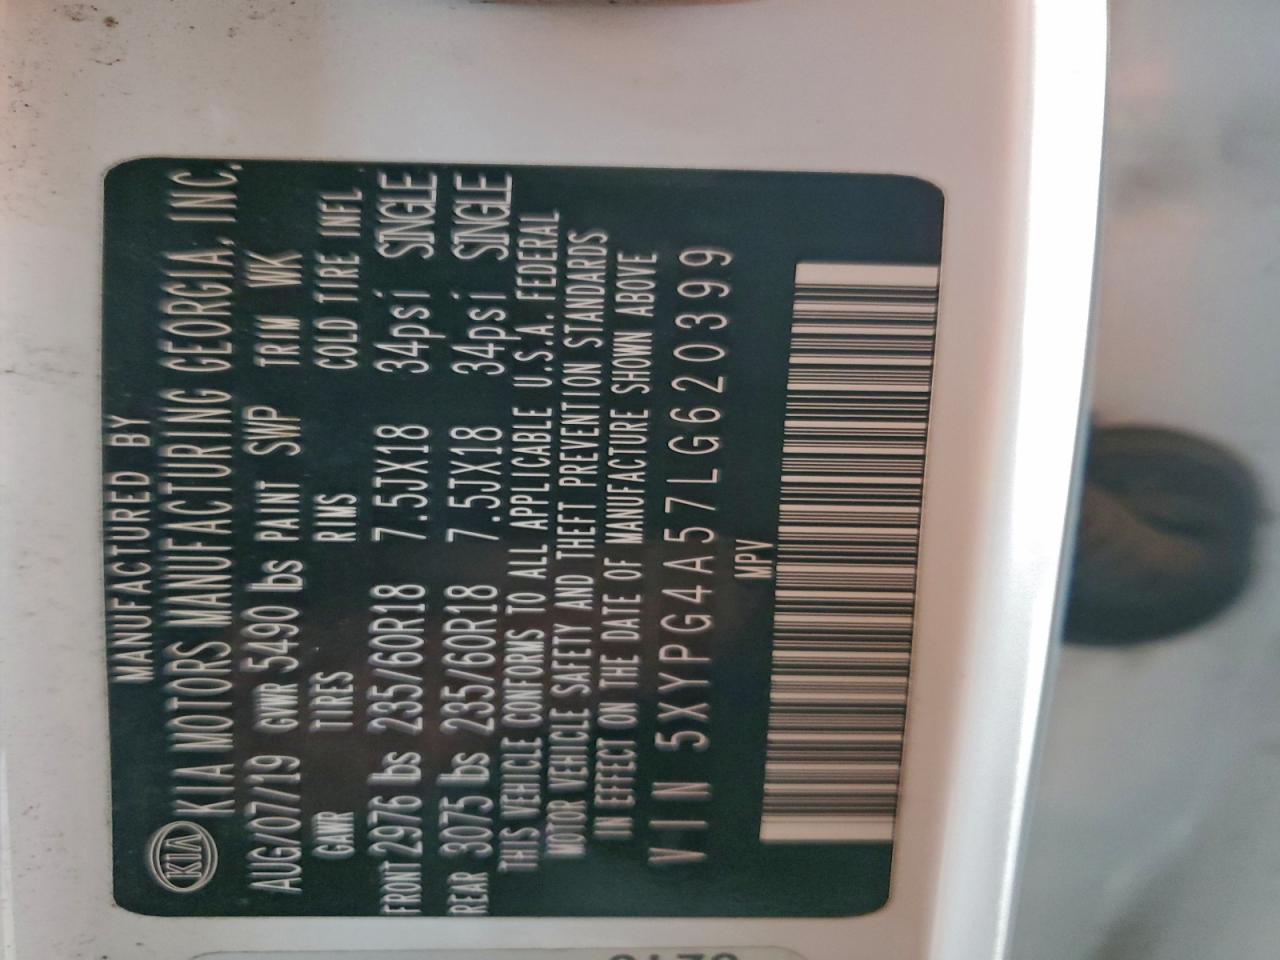 MANUFACTURED BY
KIA KIA MOTORS MANUFACTURING GEORGIA, INC,
AUG/07/19 GVWR 5490 lbs PAINT SWP TRIM WK
GAWR TIRES RIMS COLD TIRE INFL
FRONT 2976 lbs 235/60R18 7.5JX18 34psi SINGLE
REAR 3075 lbs 235/60R18 7.5JX18 34psi SINGLE
THIS VEHICLE CONFORMS TO ALL APPLICABLE U.S.A. FEDERAL
MOTOR VEHICLE SAFETY AND THEFT PREVENTION STANDARDS
IN EFFECT ON THE DATE OF MANUFACTURE SHOWN ABOVE
VIN 5XYPG4A57LG620399
MPV